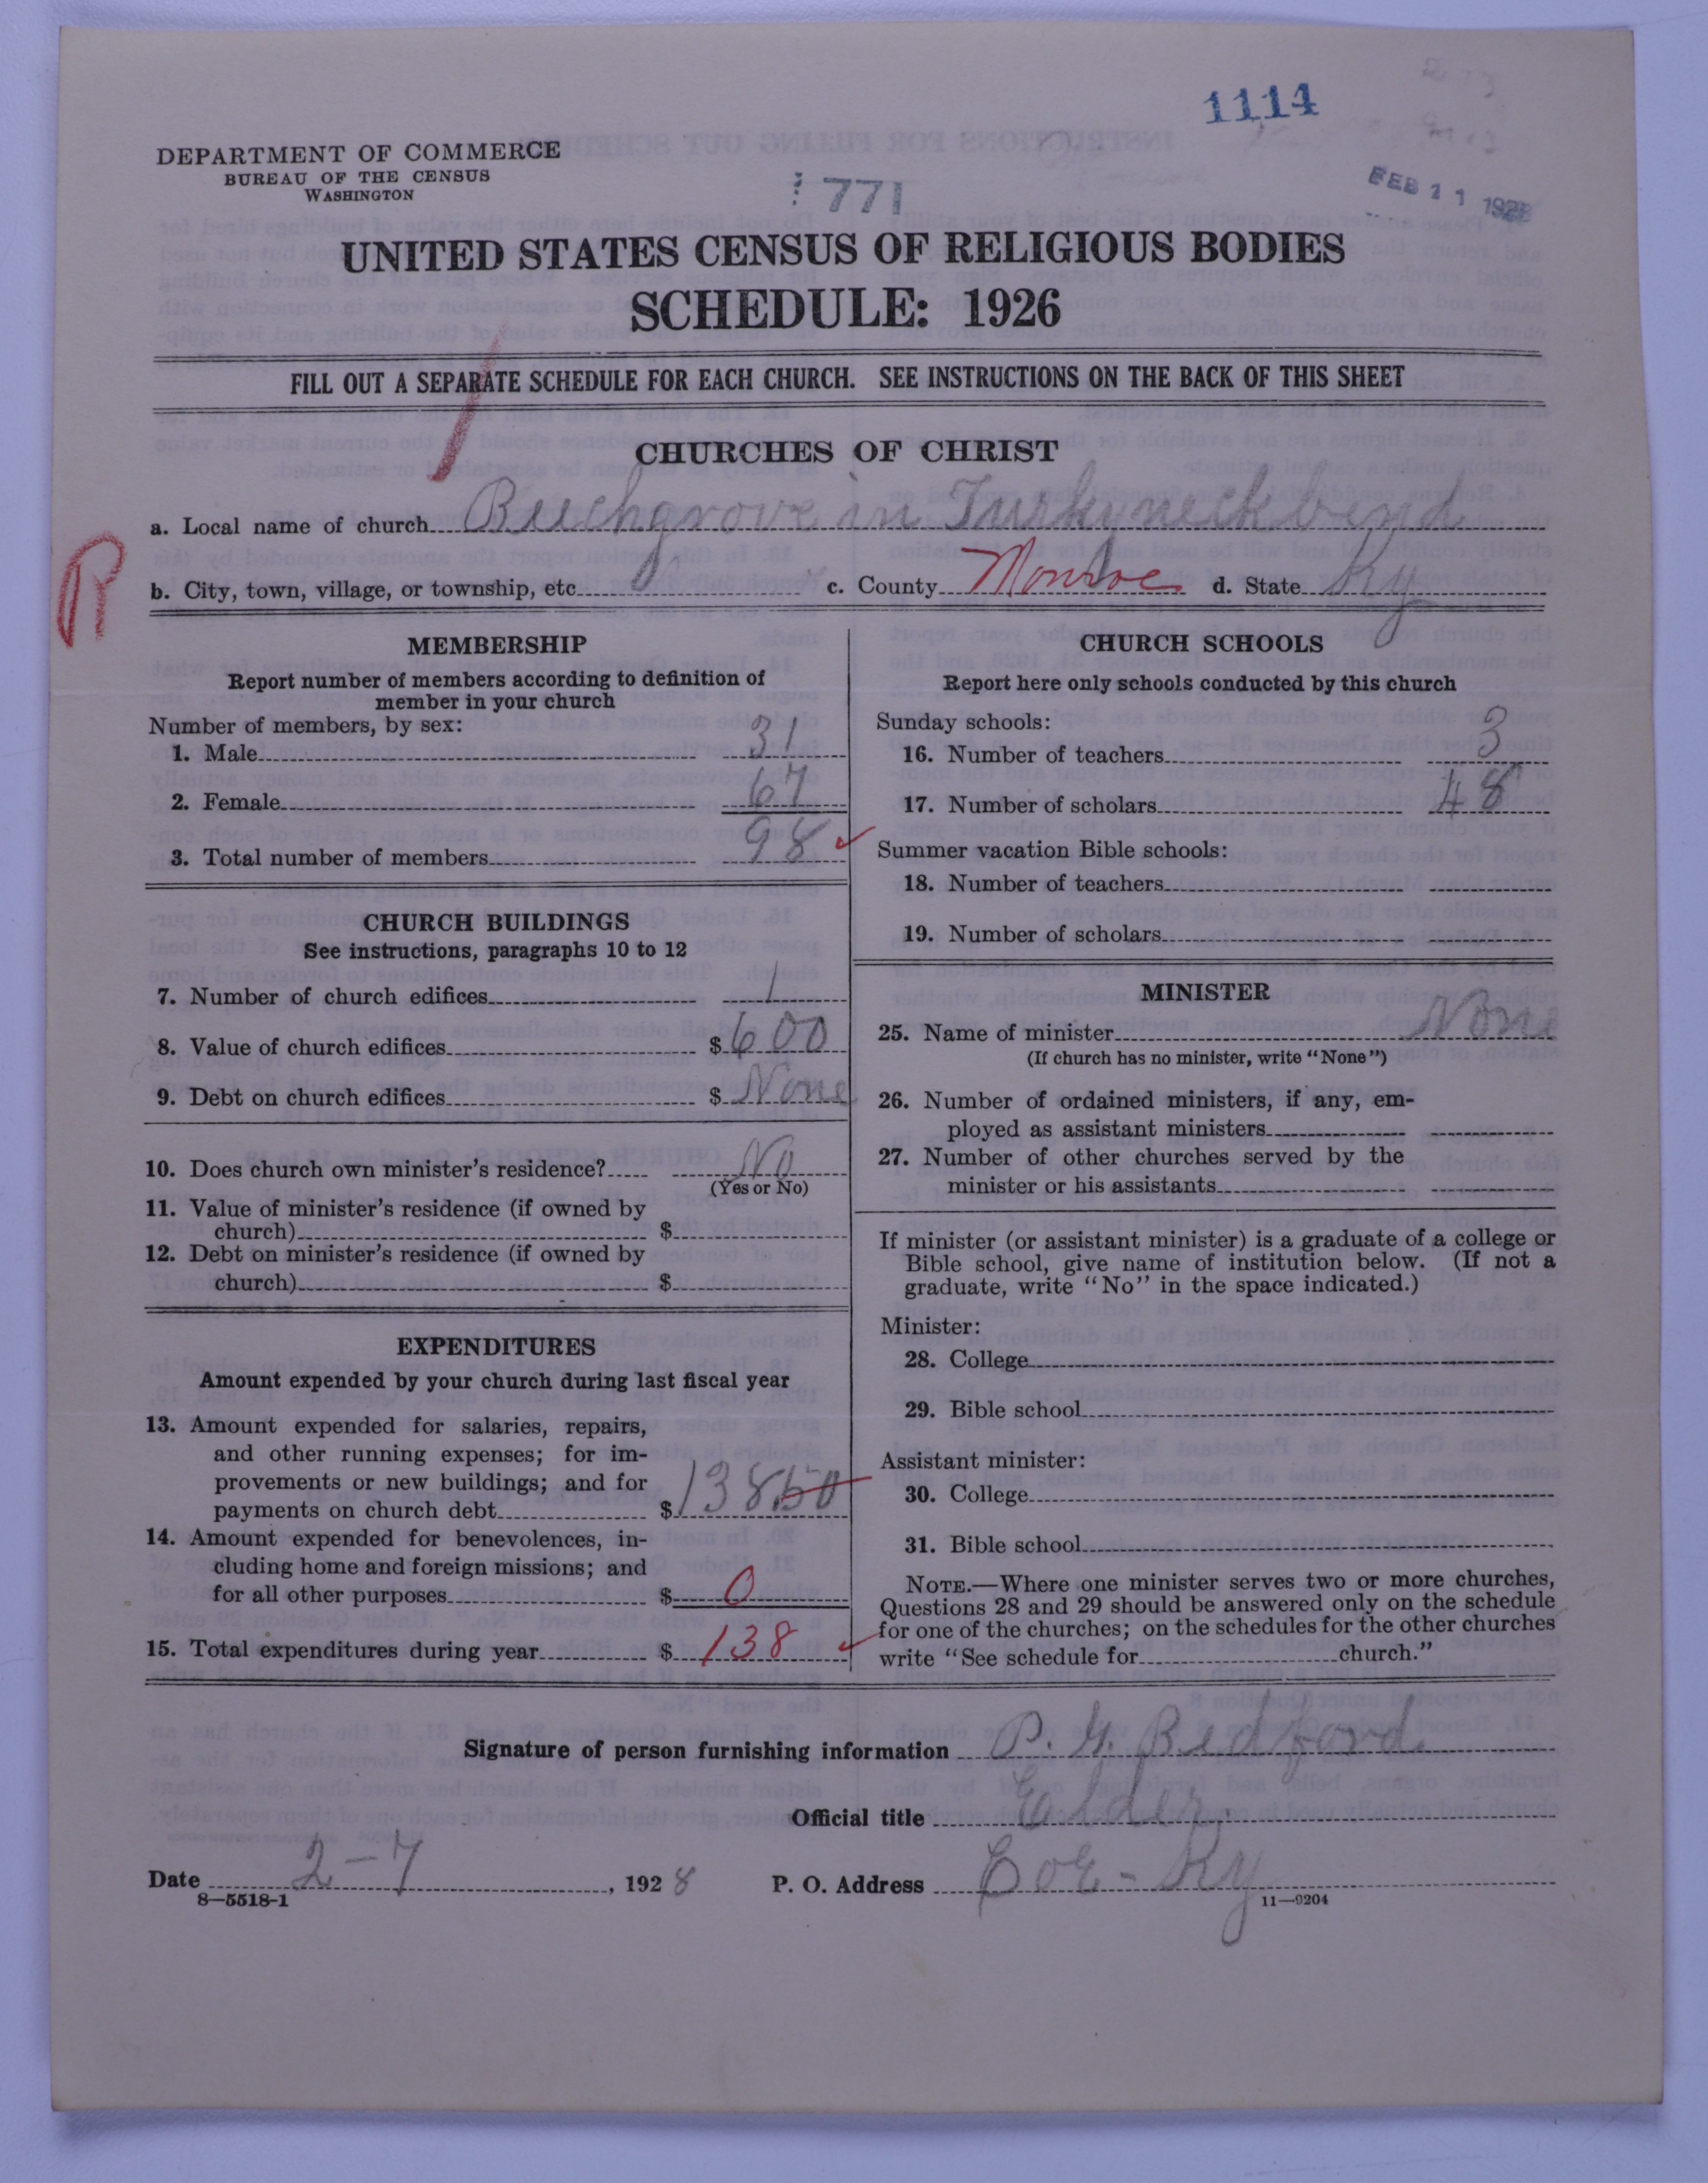 1114
DEPARTMENT OF COMMERCE
BUREAU OF THE CENSUS
WASHINGTON
771
FEB 11 1928
UNITED STATES CENSUS OF RELIGIOUS BODIES
SCHEDULE: 1926
FILL OUT A SEPARATE SCHEDULE FOR EACH CHURCH. SEE INSTRUCTIONS ON THE BACK OF THIS SHEET
CHURCHES OF CHRIST
a. Local name of church Beechgrove in Turkyneckbend
R
b. City, town, village, or township, etc. c. County Monroe d. State Ky
MEMBERSHIP
Report number of members according to definition of
member in your church
Number of members, by sex:
1. Male 31
2. Female 67
3. Total number of members 98
CHURCH BUILDINGS
See instructions, paragraphs 10 to 12
7. Number of church edifices 1
8. Value of church edifices $600
9. Debt on church edifices $ None
10. Does church own minister's residence? No
(Yes or No)
11. Value of minister's residence (if owned by
church) $
12. Debt on minister's residence (if owned by
church) $
EXPENDITURES
Amount expended by your church during last fiscal year
13. Amount expended for salaries, repairs,
and other running expenses; for im-
provements or new buildings; and for
payments on church debt $138.50
14. Amount expended for benevolences, in-
cluding home and foreign missions; and
for all other purposes $ 0
15. Total expenditures during year $ 138
CHURCH SCHOOLS
Report here only schools conducted by this church
Sunday schools:
16. Number of teachers 3
17. Number of scholars 48
Summer vacation Bible schools:
18. Number of teachers
19. Number of scholars
MINISTER
25. Name of minister None
(If church has no minister, write "None")
26. Number of ordained ministers, if any, em-
ployed as assistant ministers
27. Number of other churches served by the
minister or his assistants
If minister (or assistant minister) is a graduate of a college or
Bible school, give name of institution below. (If not a
graduate, write "No" in the space indicated.)
Minister:
28. College
29. Bible school
Assistant minister:
30. College
31. Bible school
NOTE.—Where one minister serves two or more churches,
Questions 28 and 29 should be answered only on the schedule
for one of the churches; on the schedules for the other churches
write "See schedule for church."
Signature of person furnishing information P. G. Bedford
Official title Ealder
Date 2-7, 1928 P. O. Address Coe - Ky
8—5518-1 11—9204